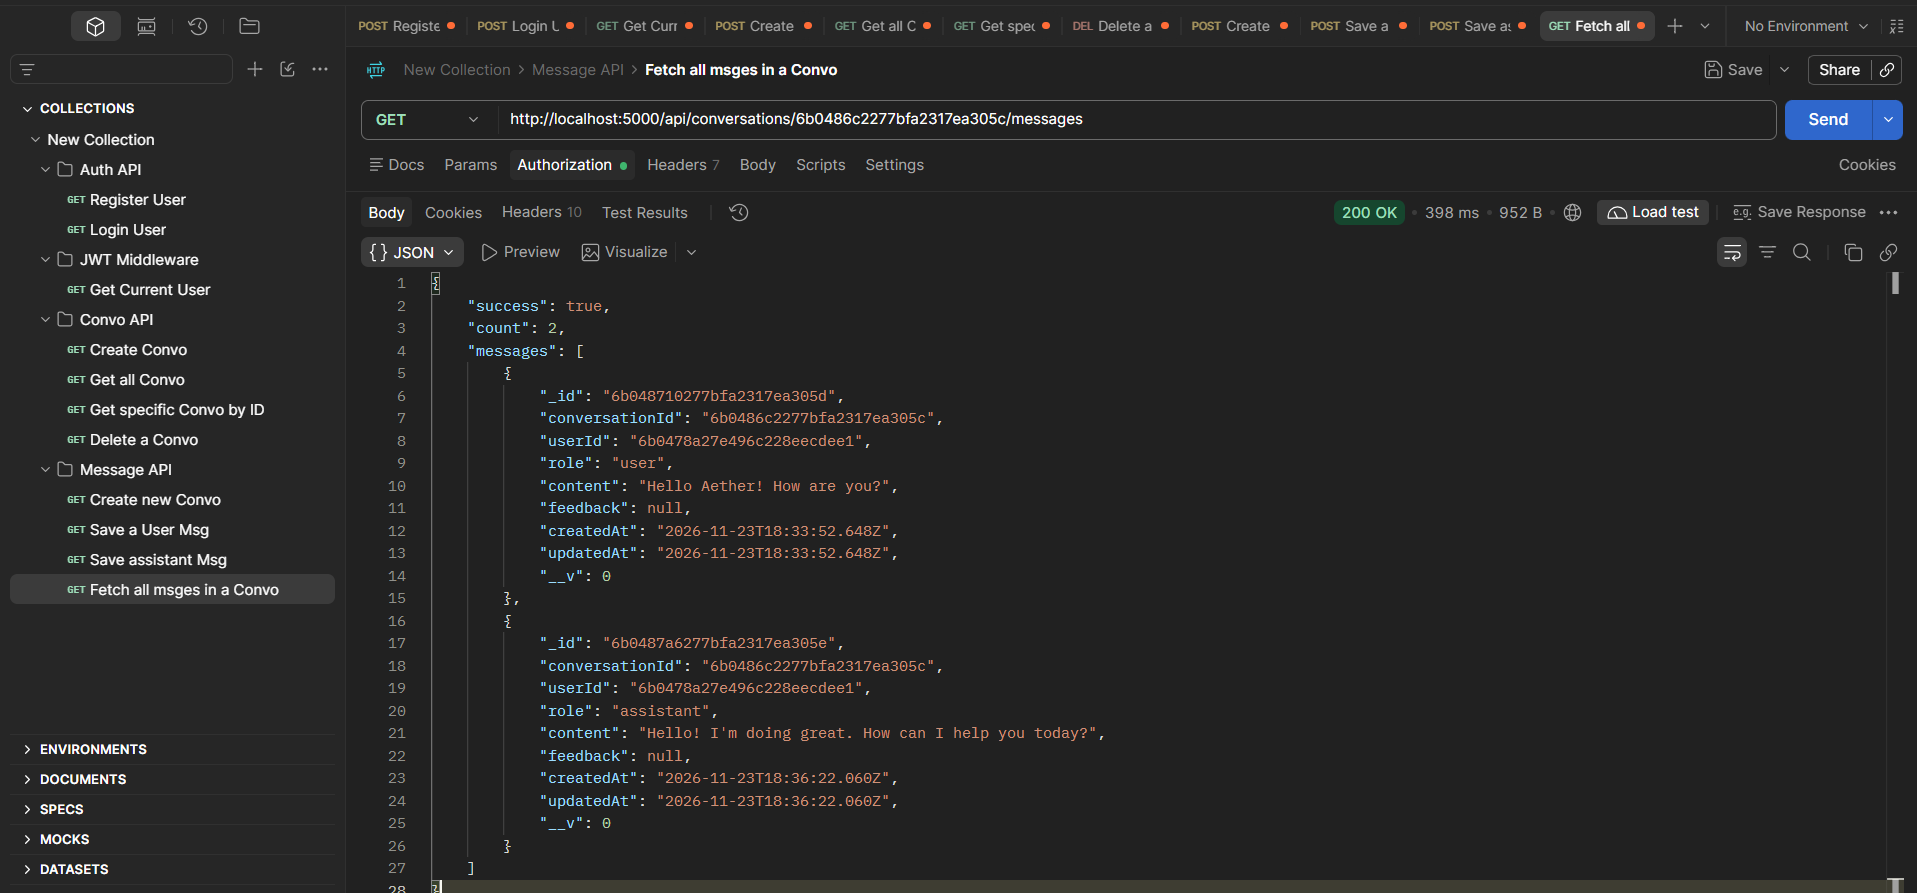 POST Registe POST Login U GET Get Curr POST Create GET Get all C GET Get spec DEL Delete a POST Create POST Save a POST Save as GET Fetch all No Environment
New Collection > Message API > Fetch all msges in a Convo Save Share
COLLECTIONS
New Collection
Auth API
GET Register User
GET Login User
JWT Middleware
GET Get Current User
Convo API
GET Create Convo
GET Get all Convo
GET Get specific Convo by ID
GET Delete a Convo
Message API
GET Create new Convo
GET Save a User Msg
GET Save assistant Msg
GET Fetch all msges in a Convo
ENVIRONMENTS
DOCUMENTS
SPECS
MOCKS
DATASETS
HTTP
GET http://localhost:5000/api/conversations/6b0486c2277bfa2317ea305c/messages Send
Docs Params Authorization Headers 7 Body Scripts Settings Cookies
Body Cookies Headers 10 Test Results 200 OK • 398 ms • 952 B • Load test e.g. Save Response
{ } JSON Preview Visualize
1 {
2 "success": true,
3 "count": 2,
4 "messages": [
5 {
6 "_id": "6b048710277bfa2317ea305d",
7 "conversationId": "6b0486c2277bfa2317ea305c",
8 "userId": "6b0478a27e496c228eecdee1",
9 "role": "user",
10 "content": "Hello Aether! How are you?",
11 "feedback": null,
12 "createdAt": "2026-11-23T18:33:52.648Z",
13 "updatedAt": "2026-11-23T18:33:52.648Z",
14 "__v": 0
15 },
16 {
17 "_id": "6b0487a6277bfa2317ea305e",
18 "conversationId": "6b0486c2277bfa2317ea305c",
19 "userId": "6b0478a27e496c228eecdee1",
20 "role": "assistant",
21 "content": "Hello! I'm doing great. How can I help you today?",
22 "feedback": null,
23 "createdAt": "2026-11-23T18:36:22.060Z",
24 "updatedAt": "2026-11-23T18:36:22.060Z",
25 "__v": 0
26 }
27 ]
28 }